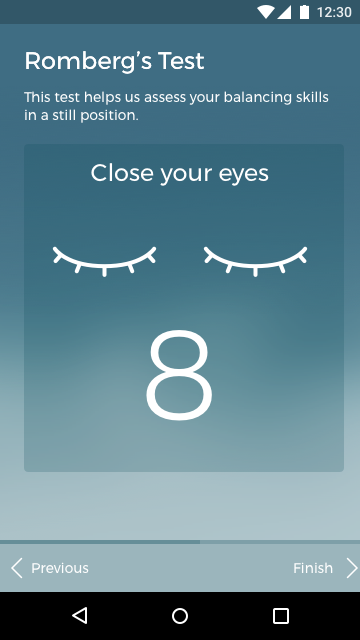 12:30
Romberg’s Test
This test helps us assess your balancing skills
in a still position.
Close your eyes
8
Previous
Finish